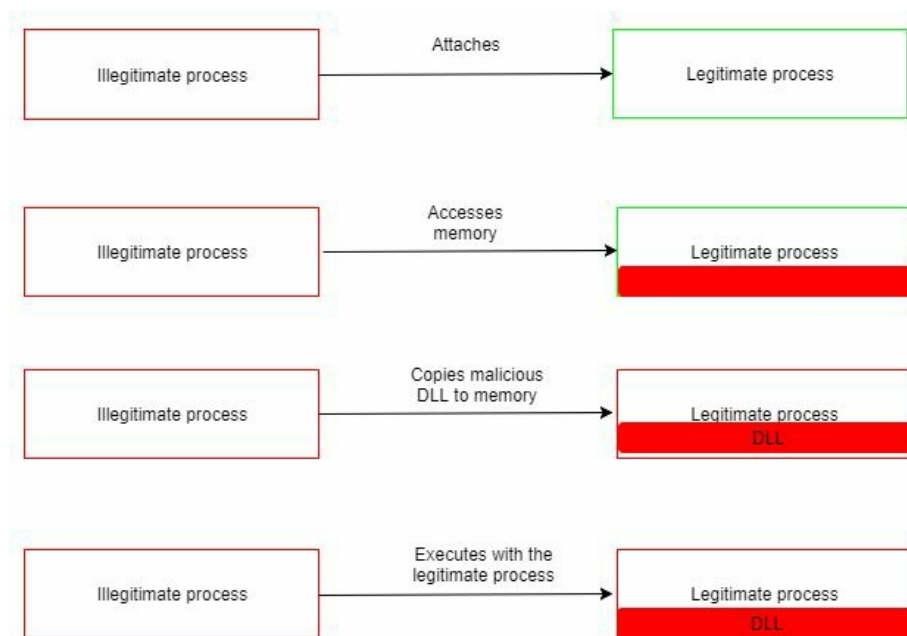 Attaches
Illegitimate process
Legitimate process
Accesses
memory
Illegitimate process
Legitimate process
Copies malicious
DLL to memory
Illegitimate process
Legitimate process
DLL
Executes with the
legitimate process
Illegitimate process
Legitimate process
DLL